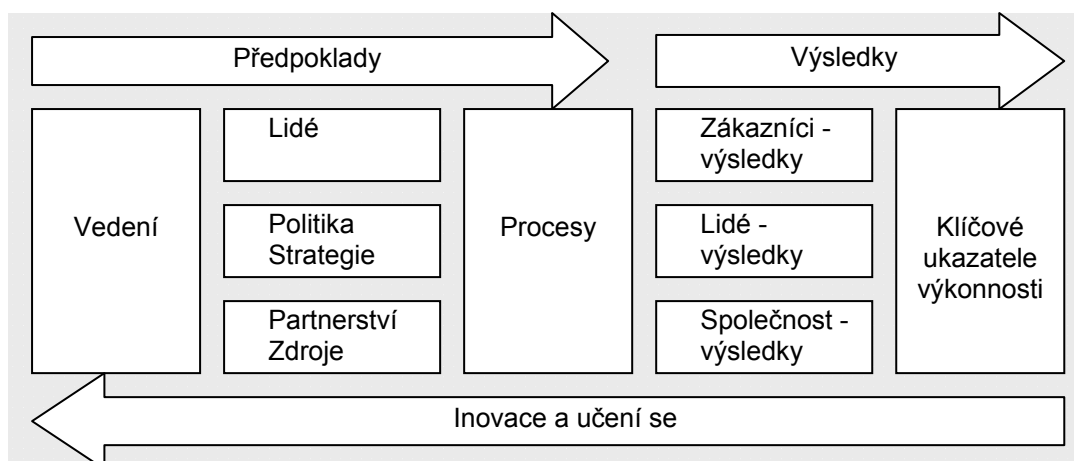 Předpoklady
Výsledky
Vedení
Lidé
Politika
Strategie
Partnerství
Zdroje
Procesy
Zákazníci -
výsledky
Lidé -
výsledky
Společnost -
výsledky
Klíčové
ukazatele
výkonnosti
Inovace a učení se